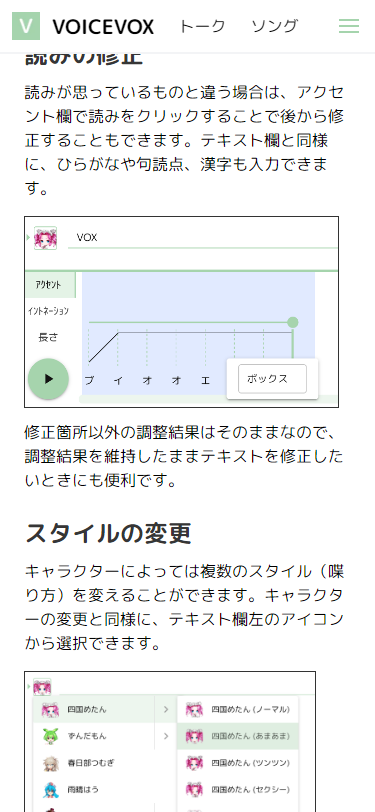 V VOICEVOX トーク ソング
読みの修正
読みが思っているものと違う場合は、アクセ
ント欄で読みをクリックすることで後から修
正することもできます。テキスト欄と同様
に、ひらがなや句読点、漢字も入力できま
す。
VOX
アクセント
イントネーション
長さ
ブ イ オ オ エ
ボックス
修正箇所以外の調整結果はそのままなので、
調整結果を維持したままテキストを修正した
いときにも便利です。
スタイルの変更
キャラクターによっては複数のスタイル（喋
り方）を変えることができます。キャラクタ
ーの変更と同様に、テキスト欄左のアイコン
から選択できます。
四国めたん 四国めたん (ノーマル)
ずんだもん 四国めたん (あまあま)
春日部つむぎ 四国めたん (ツンツン)
雨晴はう 四国めたん (セクシー)